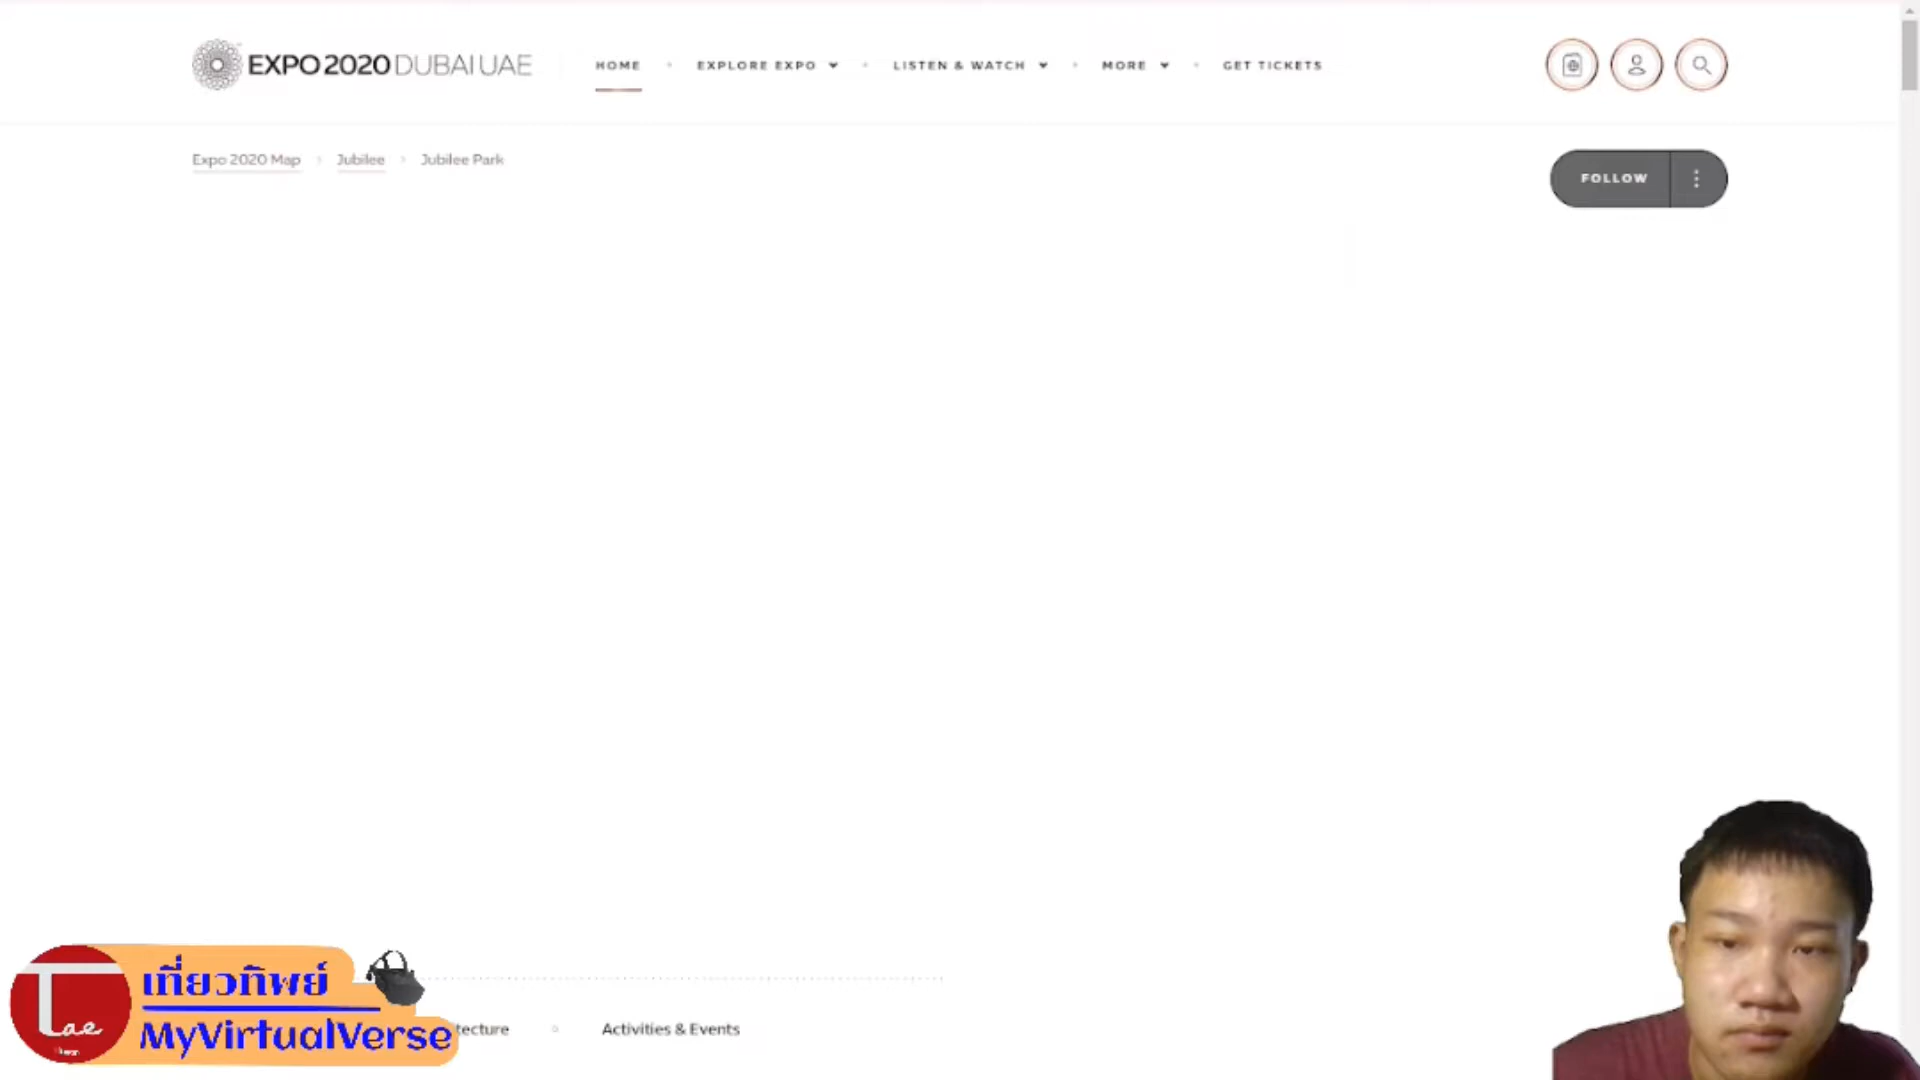 EXPO 2020 DUBAI UAE
HOME
EXPLORE EXPO
LISTEN & WATCH
MORE
GET TICKETS
Expo 2020 Map
Jubilee
Jubilee Park
FOLLOW
Tae
เที่ยวทิพย์
MyVirtualVerse
tecture
Activities & Events